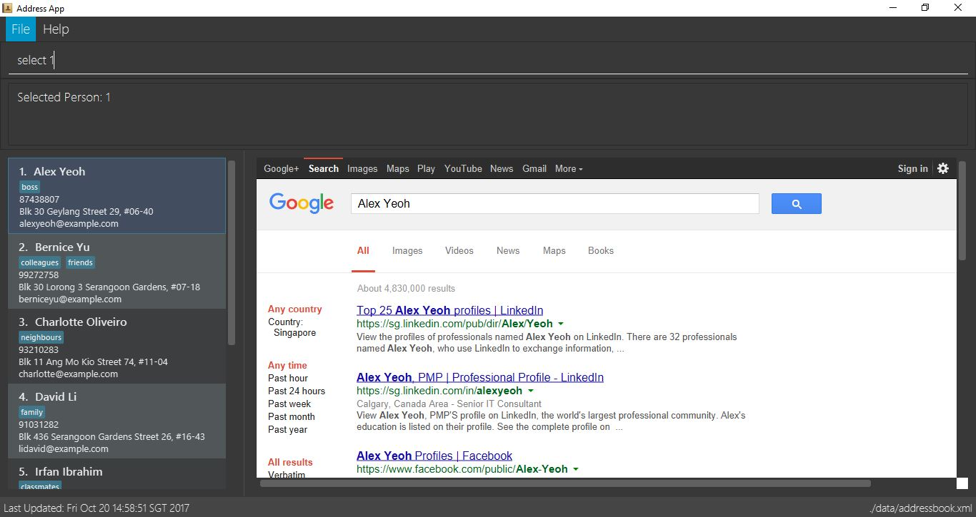 Address App
File Help
select 1
Selected Person: 1
1. Alex Yeoh
boss
87438807
Blk 30 Geylang Street 29, #06-40
alexyeoh@example.com
2. Bernice Yu
colleagues friends
99272758
Blk 30 Lorong 3 Serangoon Gardens, #07-18
berniceyu@example.com
3. Charlotte Oliveiro
neighbours
93210283
Blk 11 Ang Mo Kio Street 74, #11-04
charlotte@example.com
4. David Li
family
91031282
Blk 436 Serangoon Gardens Street 26, #16-43
lidavid@example.com
5. Irfan Ibrahim
classmates
Google+ Search Images Maps Play YouTube News Gmail More Sign in
Google Alex Yeoh
All Images Videos News Maps Books
About 4,830,000 results
Any country
Country:
Singapore
Any time
Past hour
Past 24 hours
Past week
Past month
Past year
All results
Verbatim
Top 25 Alex Yeoh profiles | LinkedIn
https://sg.linkedin.com/pub/dir/Alex/Yeoh
View the profiles of professionals named Alex Yeoh on LinkedIn. There are 32 professionals
named Alex Yeoh, who use LinkedIn to exchange information, ...
Alex Yeoh, PMP | Professional Profile - LinkedIn
https://sg.linkedin.com/in/alexyeoh
Calgary, Canada Area - Senior IT Consultant
View Alex Yeoh, PMP'S profile on LinkedIn, the world's largest professional community. Alex's
education is listed on their profile. See the complete profile on ...
Alex Yeoh Profiles | Facebook
https://www.facebook.com/public/Alex-Yeoh
Last Updated: Fri Oct 20 14:58:51 SGT 2017
./data/addressbook.xml